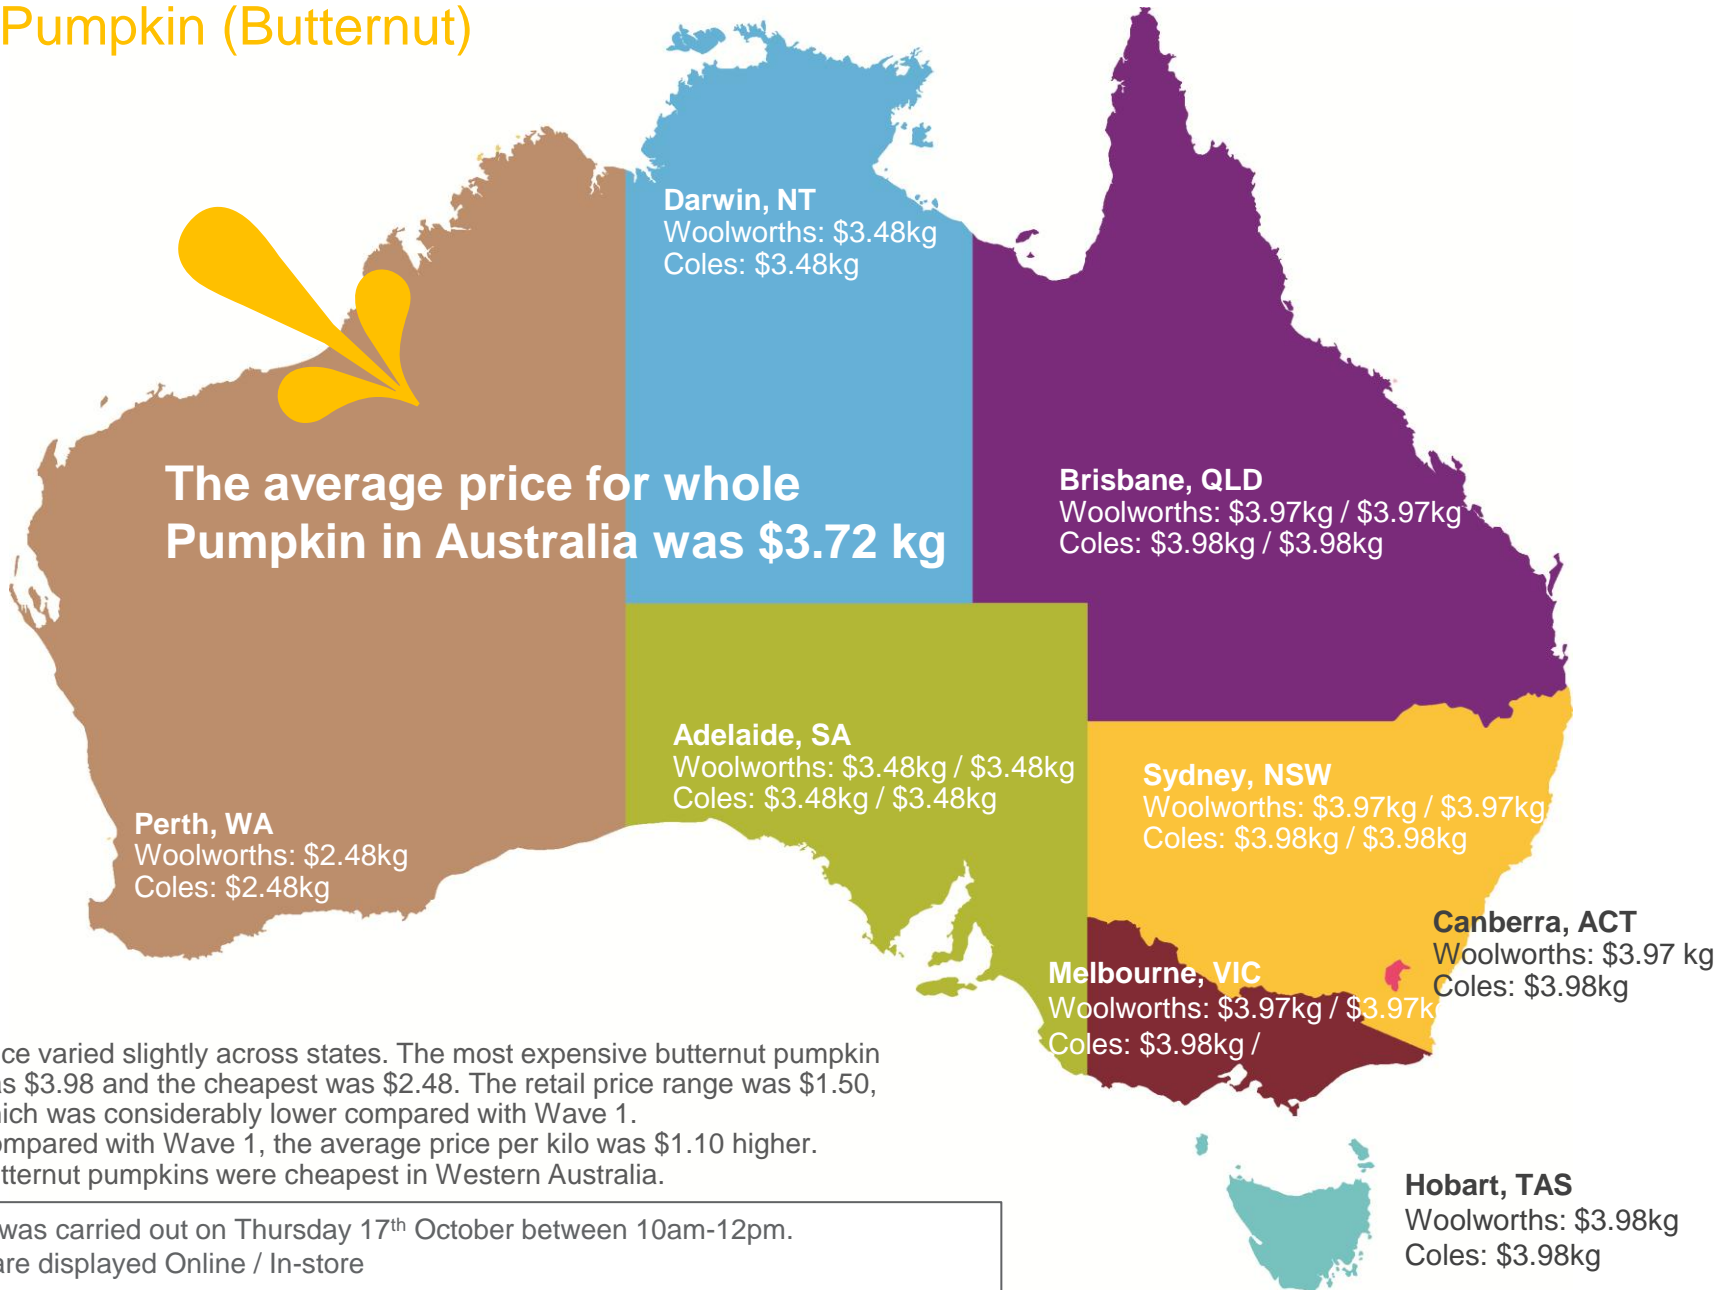 Pumpkin (Butternut)
Darwin, NT
Woolworths: $3.48kg
Coles: $3.48kg
The average price for whole
Pumpkin in Australia was $3.72 kg
Brisbane, QLD
Woolworths: $3.97kg / $3.97kg
Coles: $3.98kg / $3.98kg
Adelaide, SA
Woolworths: $3.48kg / $3.48kg
Coles: $3.48kg / $3.48kg
Sydney, NSW
Woolworths: $3.97kg / $3.97kg
Coles: $3.98kg / $3.98kg
Perth, WA
Woolworths: $2.48kg
Coles: $2.48kg
Canberra, ACT
Woolworths: $3.97 kg
Coles: $3.98kg
Melbourne, VIC
Woolworths: $3.97kg / $3.97k
Coles: $3.98kg /
varied slightly across states. The most expensive butternut pumpkin
$3.98 and the cheapest was $2.48. The retail price range was $1.50,
was considerably lower compared with Wave 1.
with Wave 1, the average price per kilo was $1.10 higher.
pumpkins were cheapest in Western Australia.
was carried out on Thursday 17th October between 10am-12pm.
are displayed Online / In-store
Hobart, TAS
Woolworths: $3.98kg
Coles: $3.98kg